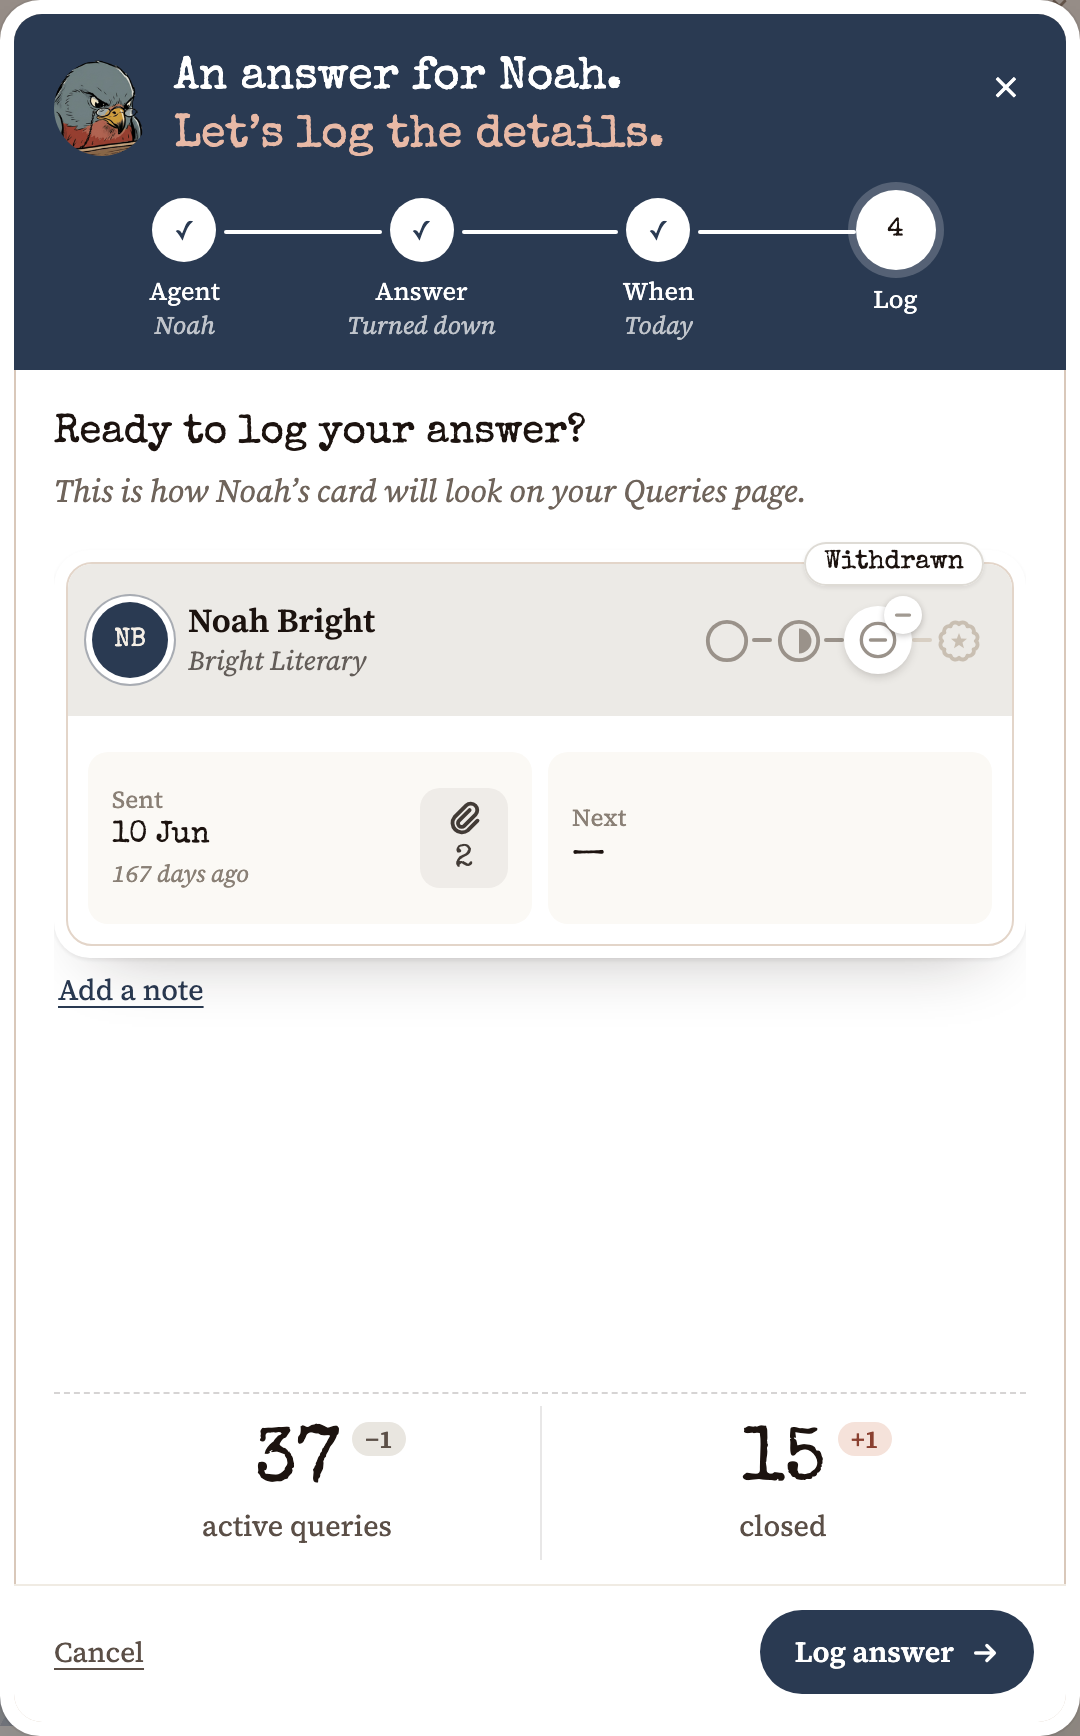 An answer for Noah.
Let’s log the details.
Agent
Noah
Answer
Turned down
When
Today
4
Log
Ready to log your answer?
This is how Noah’s card will look on your Queries page.
Withdrawn
NB
Noah Bright
Bright Literary
Sent
10 Jun
167 days ago
2
Next
—
Add a note
37 −1
active queries
15 +1
closed
Cancel
Log answer →